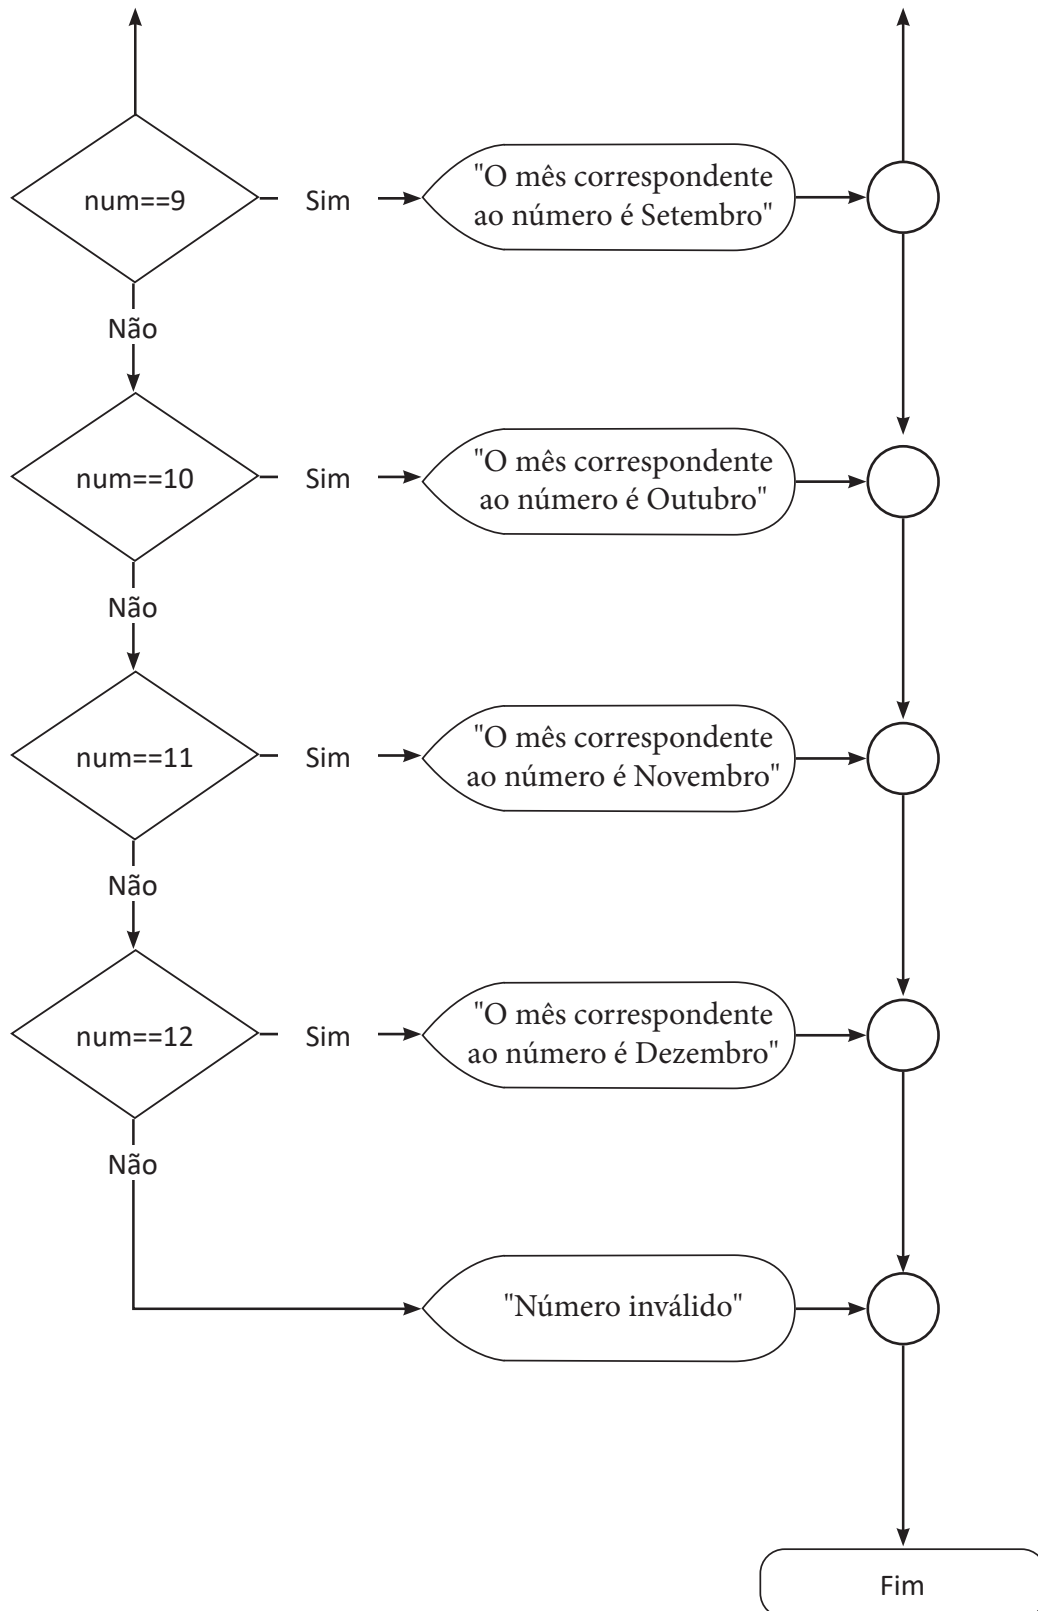 num==9
Sim
"O mês correspondente
ao número é Setembro"
Não
num==10
Sim
"O mês correspondente
ao número é Outubro"
Não
num==11
Sim
"O mês correspondente
ao número é Novembro"
Não
num==12
Sim
"O mês correspondente
ao número é Dezembro"
Não
"Número inválido"
Fim